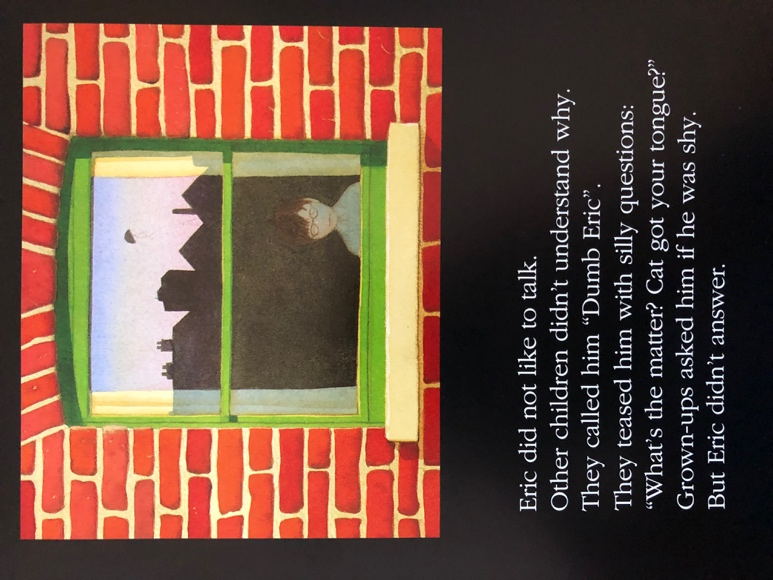 Eric did not like to talk.
Other children didn't understand why.
They called him “Dumb Eric”.
They teased him with silly questions:
“What's the matter? Cat got your tongue?”
Grown-ups asked him if he was shy.
But Eric didn't answer.